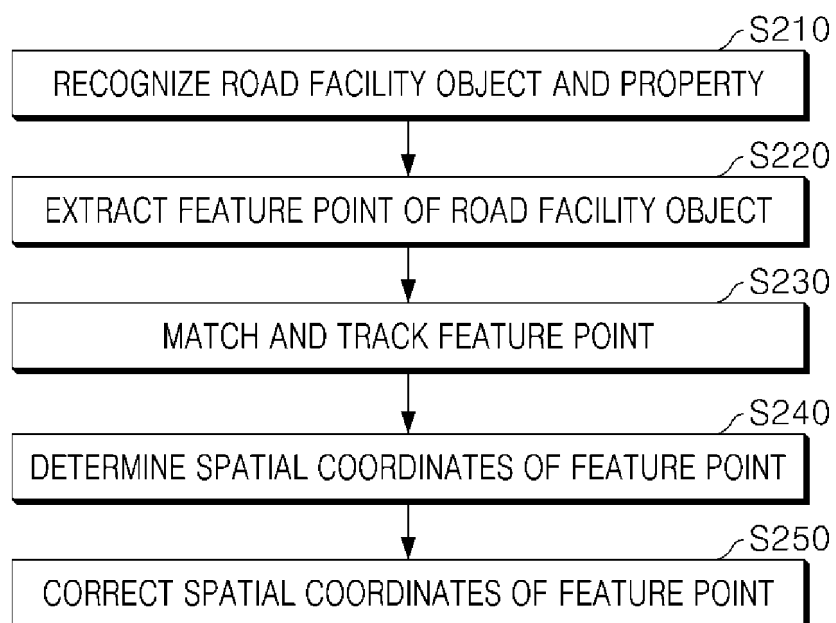 S210
RECOGNIZE ROAD FACILITY OBJECT AND PROPERTY
S220
EXTRACT FEATURE POINT OF ROAD FACILITY OBJECT
S230
MATCH AND TRACK FEATURE POINT
S240
DETERMINE SPATIAL COORDINATES OF FEATURE POINT
S250
CORRECT SPATIAL COORDINATES OF FEATURE POINT